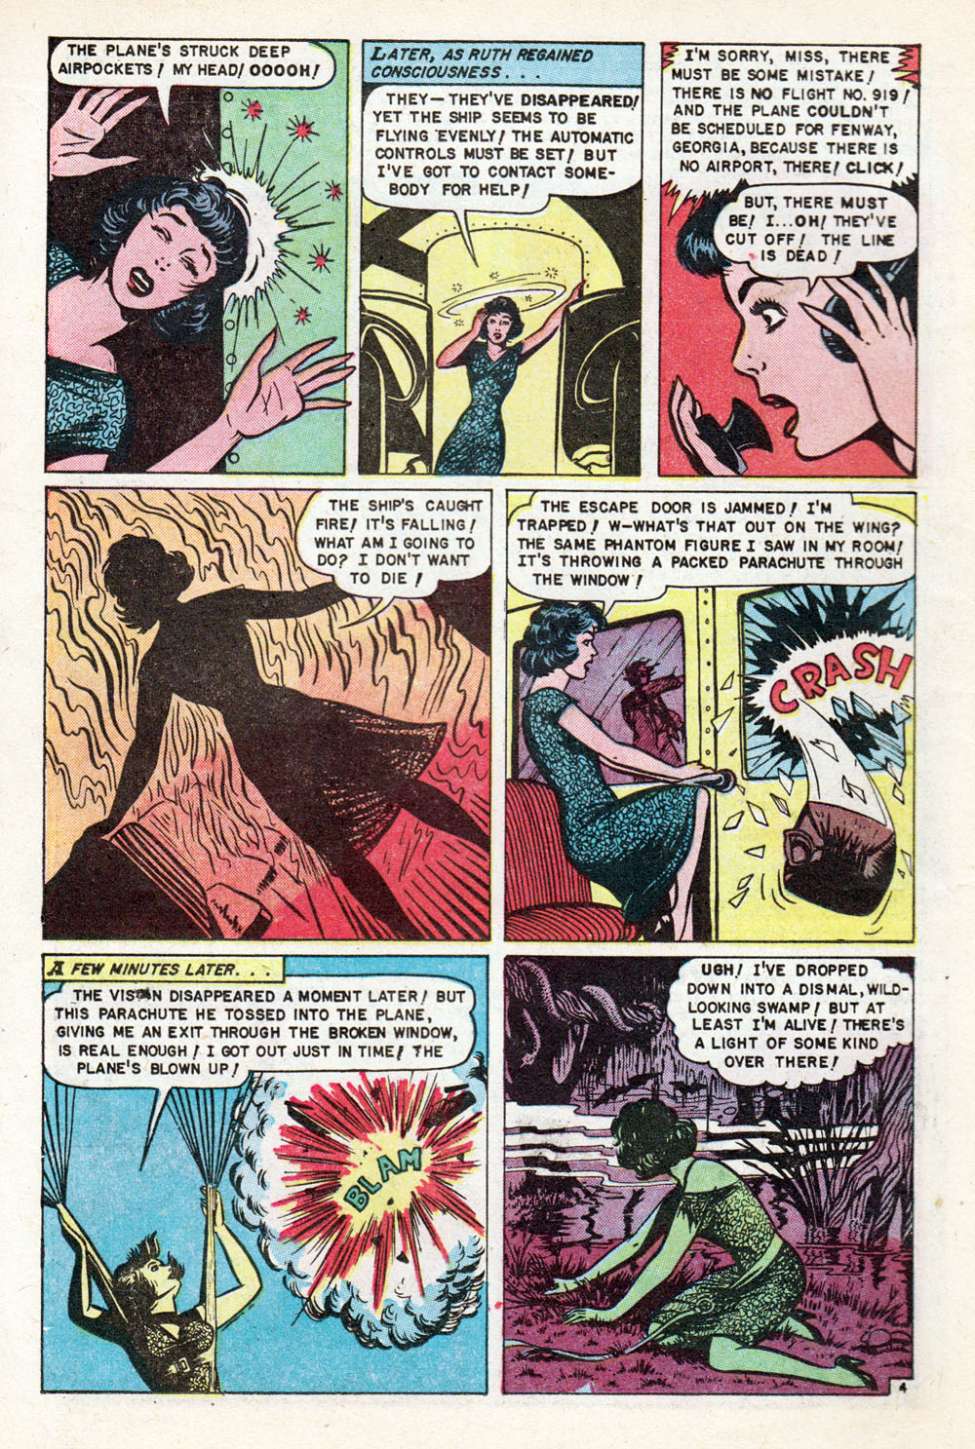 THE PLANE'S STRUCK DEEP
AIRPOCKETS! MY HEAD! OOOOH!
LATER, AS RUTH REGAINED
CONSCIOUSNESS...
THEY—THEY'VE DISAPPEARED!
YET THE SHIP SEEMS TO BE
FLYING EVENLY! THE AUTOMATIC
CONTROLS MUST BE SET! BUT
I'VE GOT TO CONTACT SOME-
BODY FOR HELP!
I'M SORRY, MISS, THERE
MUST BE SOME MISTAKE!
THERE IS NO FLIGHT NO. 919!
AND THE PLANE COULDN'T
BE SCHEDULED FOR FENWAY,
GEORGIA, BECAUSE THERE IS
NO AIRPORT, THERE! CLICK!
BUT, THERE MUST
BE! I...OH! THEY'VE
CUT OFF! THE LINE
IS DEAD!
THE SHIP'S CAUGHT
FIRE! IT'S FALLING!
WHAT AM I GOING TO
DO? I DON'T WANT
TO DIE!
THE ESCAPE DOOR IS JAMMED! I'M
TRAPPED! W-WHAT'S THAT OUT ON THE WING?
THE SAME PHANTOM FIGURE I SAW IN MY ROOM!
IT'S THROWING A PACKED PARACHUTE THROUGH
THE WINDOW!
CRASH
A FEW MINUTES LATER...
THE VISION DISAPPEARED A MOMENT LATER! BUT
THIS PARACHUTE HE TOSSED INTO THE PLANE,
GIVING ME AN EXIT THROUGH THE BROKEN WINDOW,
IS REAL ENOUGH! I GOT OUT JUST IN TIME! THE
PLANE'S BLOWN UP!
BLAM
UGH! I'VE DROPPED
DOWN INTO A DISMAL, WILD-
LOOKING SWAMP! BUT AT
LEAST I'M ALIVE! THERE'S
A LIGHT OF SOME KIND
OVER THERE!
4